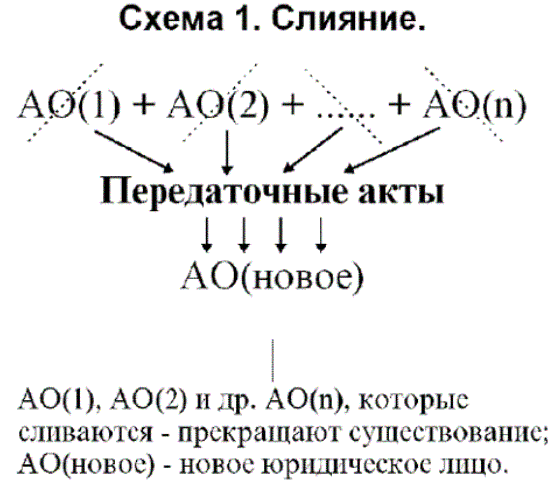 Схема 1. Слияние.
АО(1) + АО(2) + ...... + АО(n)
Передаточные акты
АО(новое)
АО(1), АО(2) и др. АО(n), которые
сливаются - прекращают существование;
АО(новое) - новое юридическое лицо.